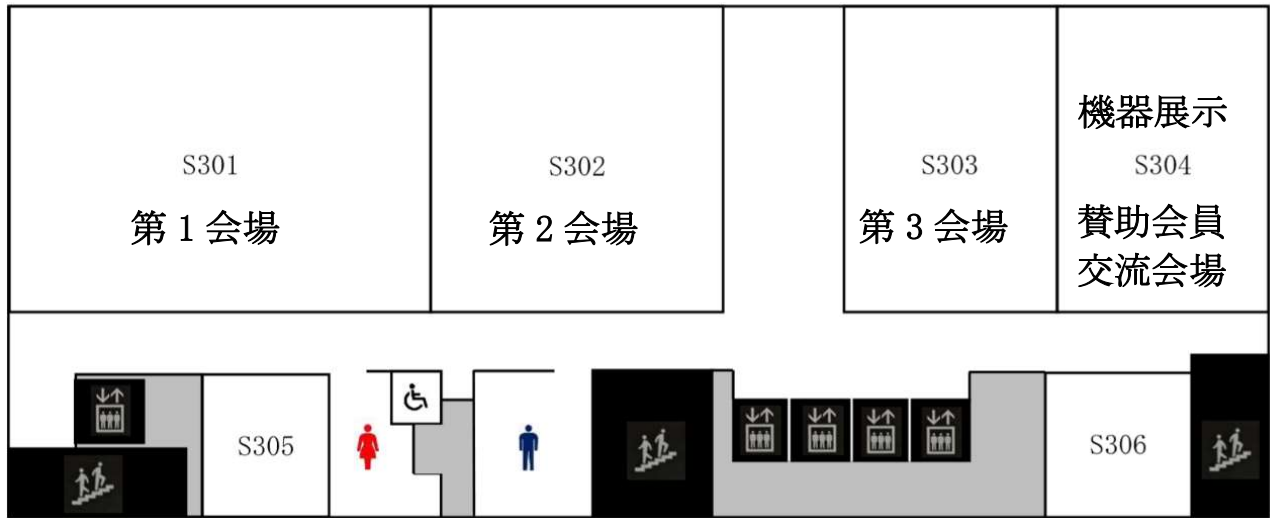 S301
第1会場
S302
第2会場
S303
第3会場
機器展示
S304
賛助会員
交流会場
S305
S306